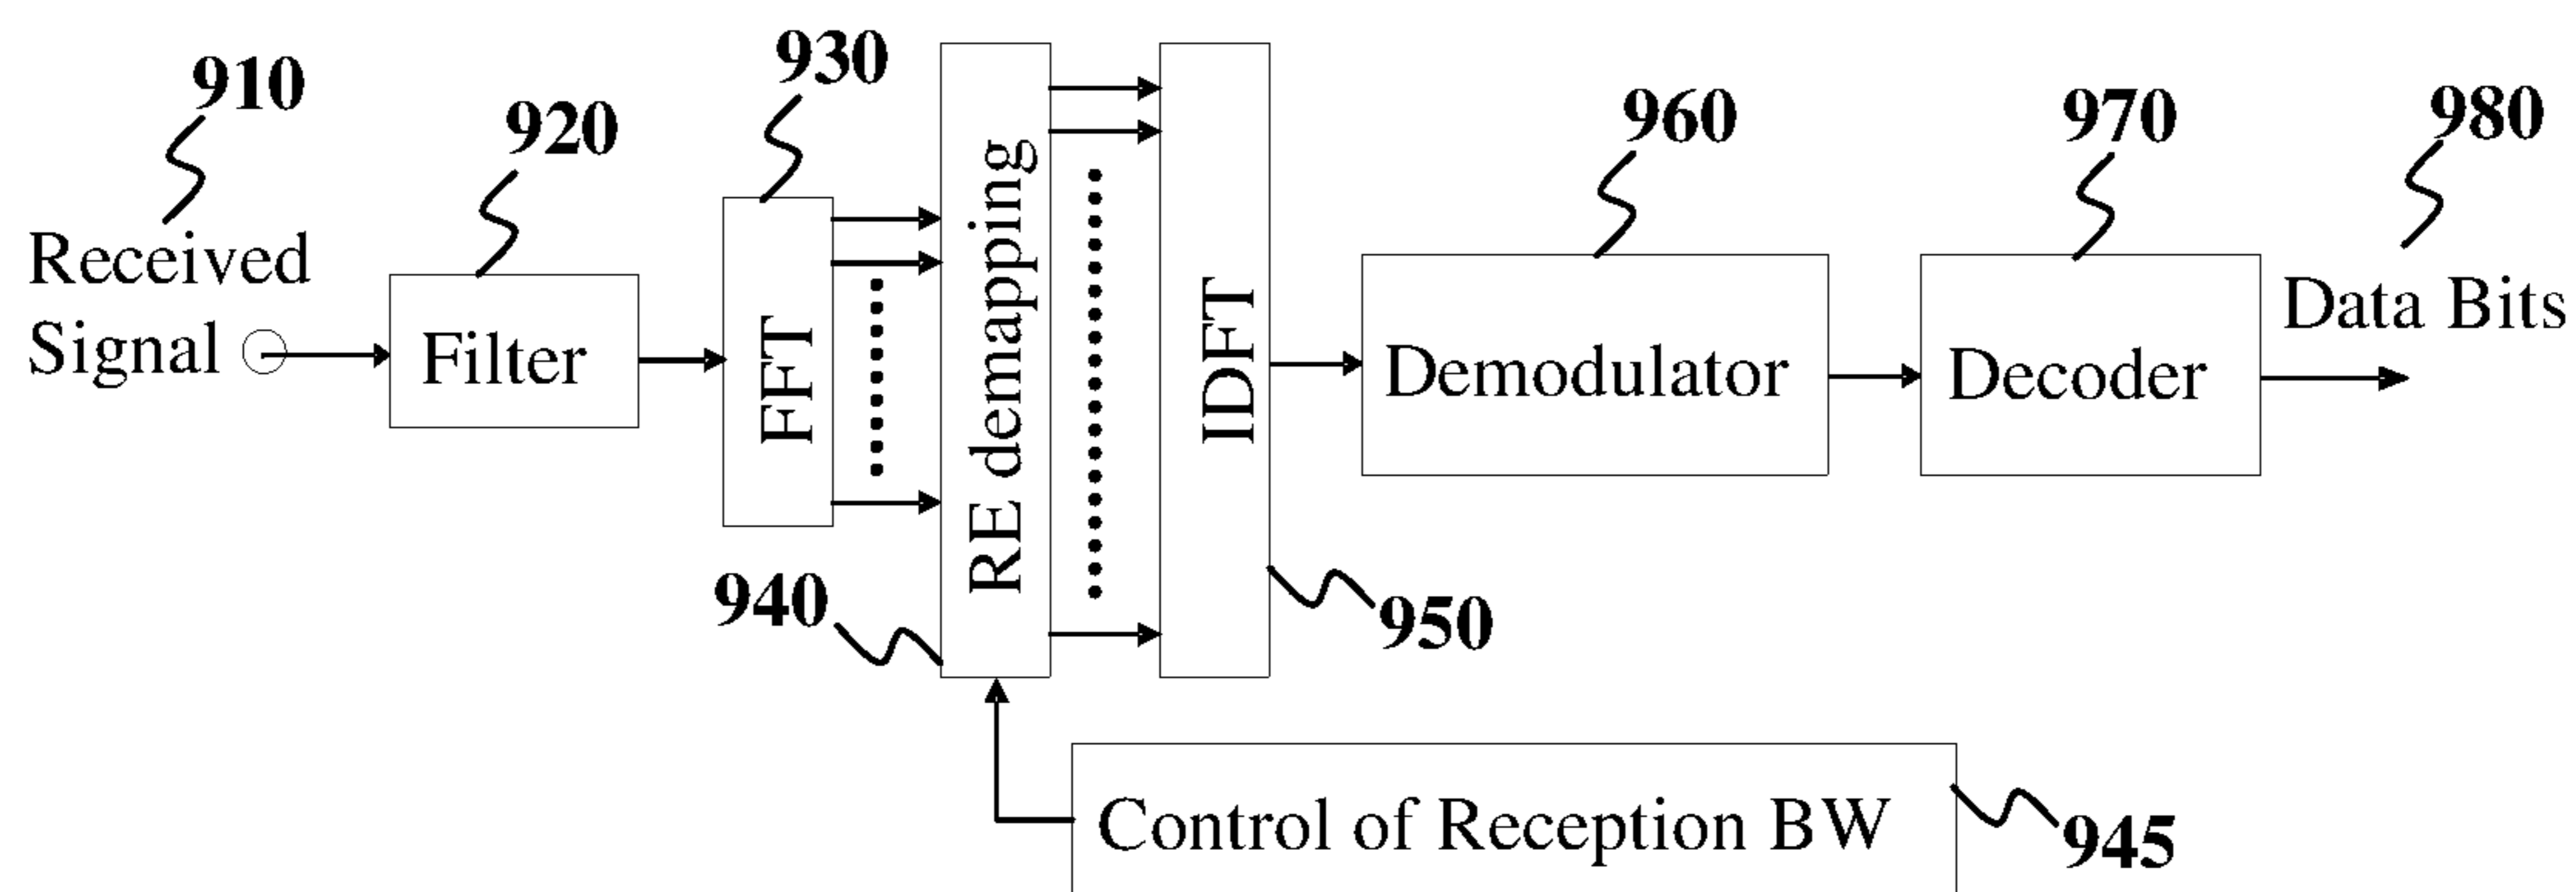 910
Received
Signal
920
Filter
930
FFT
940
RE demapping
IDFT
950
960
Demodulator
970
Decoder
980
Data Bits
Control of Reception BW
945